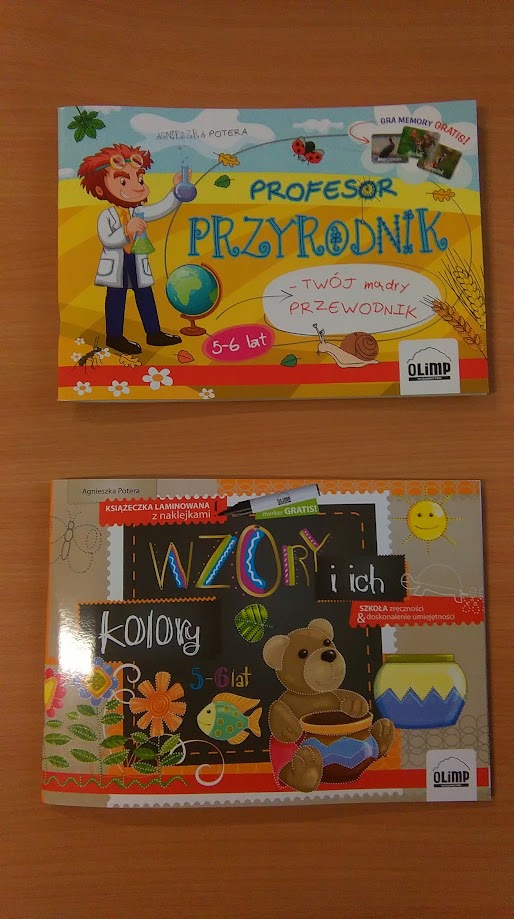 AGNIESZKA POTERA
GRA MEMORY GRATIS!
PROFESOR
PRZYRODNIK
- TWÓJ mądry
PRZEWODNIK
5-6 lat
OLIMP
Agnieszka Potera
KSIĄŻECZKA LAMINOWANA
z naklejkami
OLIMP
marker GRATIS!
WZORY
i ich
kolory
SZKOŁA zręczności
& doskonalenie umiejętności
5-6 lat
OLIMP